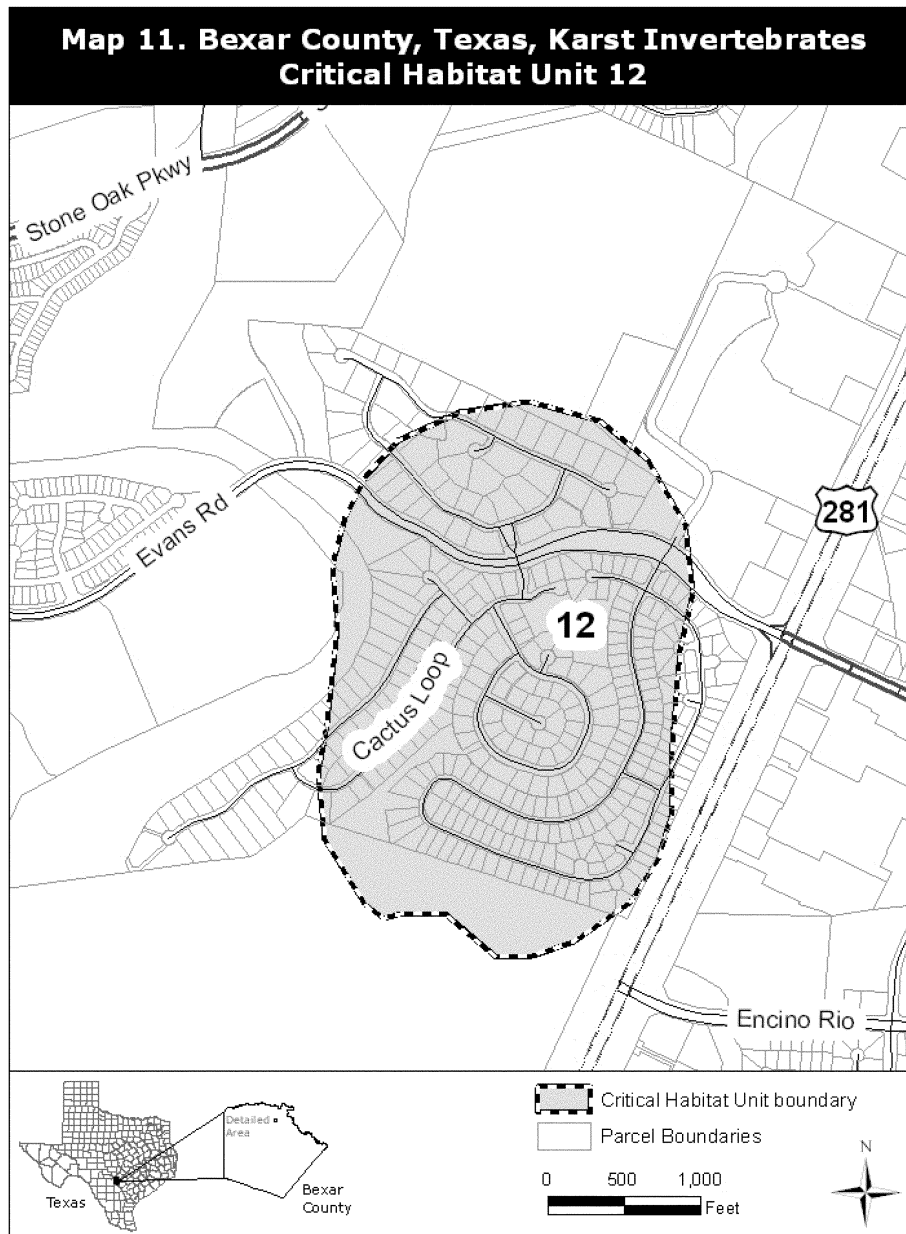 Map 11. Bexar County, Texas, Karst Invertebrates
Critical Habitat Unit 12
Stone Oak Pkwy
Evans Rd
281
12
Cactus Loop
Encino Rio
Detailed
Area
Texas
Bexar
County
Critical Habitat Unit boundary
Parcel Boundaries
0 500 1,000
Feet
N